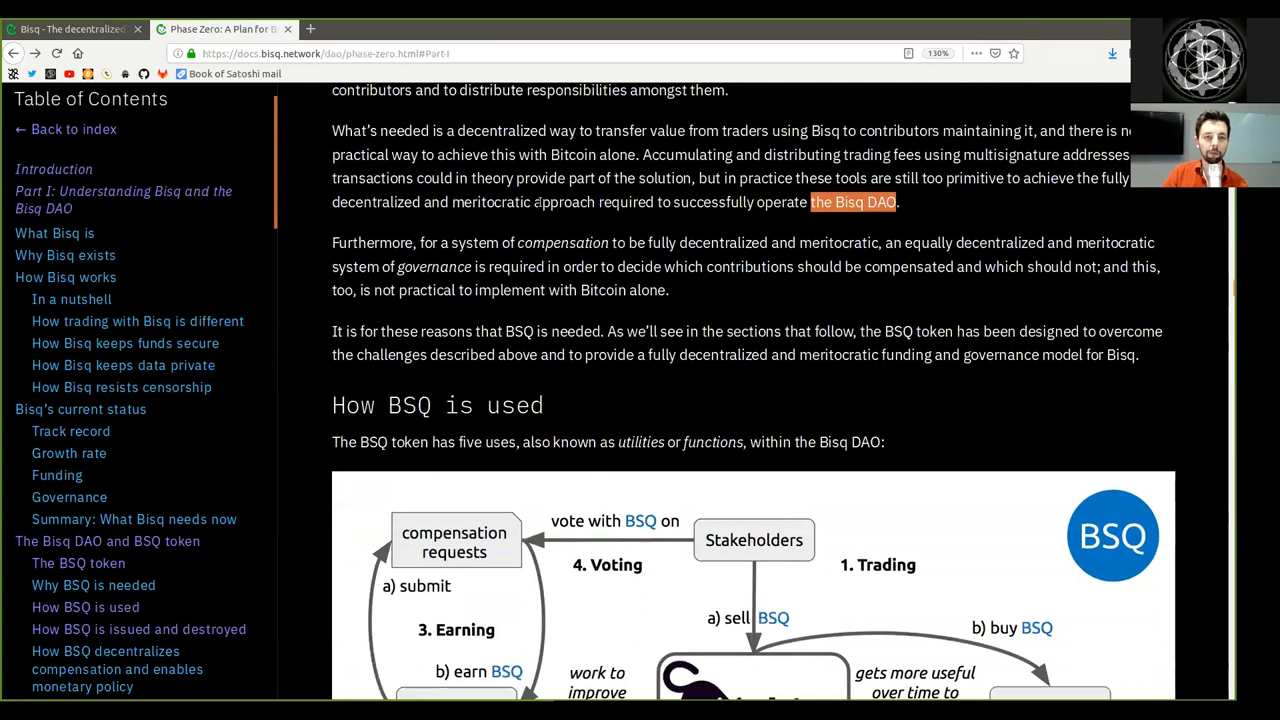 Bisq - The decentralized
Phase Zero: A Plan for B
https://docs.bisq.network/dao/phase-zero.html#Part-I
130%
Book of Satoshi mail
Table of Contents
← Back to index
Introduction
Part I: Understanding Bisq and the
Bisq DAO
What Bisq is
Why Bisq exists
How Bisq works
In a nutshell
How trading with Bisq is different
How Bisq keeps funds secure
How Bisq keeps data private
How Bisq resists censorship
Bisq's current status
Track record
Growth rate
Funding
Governance
Summary: What Bisq needs now
The Bisq DAO and BSQ token
The BSQ token
Why BSQ is needed
How BSQ is used
How BSQ is issued and destroyed
How BSQ decentralizes
compensation and enables
monetary policy
contributors and to distribute responsibilities amongst them.
What's needed is a decentralized way to transfer value from traders using Bisq to contributors maintaining it, and there is no
practical way to achieve this with Bitcoin alone. Accumulating and distributing trading fees using multisignature addresses
transactions could in theory provide part of the solution, but in practice these tools are still too primitive to achieve the fully
decentralized and meritocratic approach required to successfully operate the Bisq DAO.
Furthermore, for a system of compensation to be fully decentralized and meritocratic, an equally decentralized and meritocratic
system of governance is required in order to decide which contributions should be compensated and which should not; and this,
too, is not practical to implement with Bitcoin alone.
It is for these reasons that BSQ is needed. As we'll see in the sections that follow, the BSQ token has been designed to overcome
the challenges described above and to provide a fully decentralized and meritocratic funding and governance model for Bisq.
How BSQ is used
The BSQ token has five uses, also known as utilities or functions, within the Bisq DAO:
compensation
requests
vote with BSQ on
Stakeholders
BSQ
4. Voting
1. Trading
a) submit
a) sell BSQ
b) buy BSQ
3. Earning
b) earn BSQ
work to
improve
gets more useful
over time to